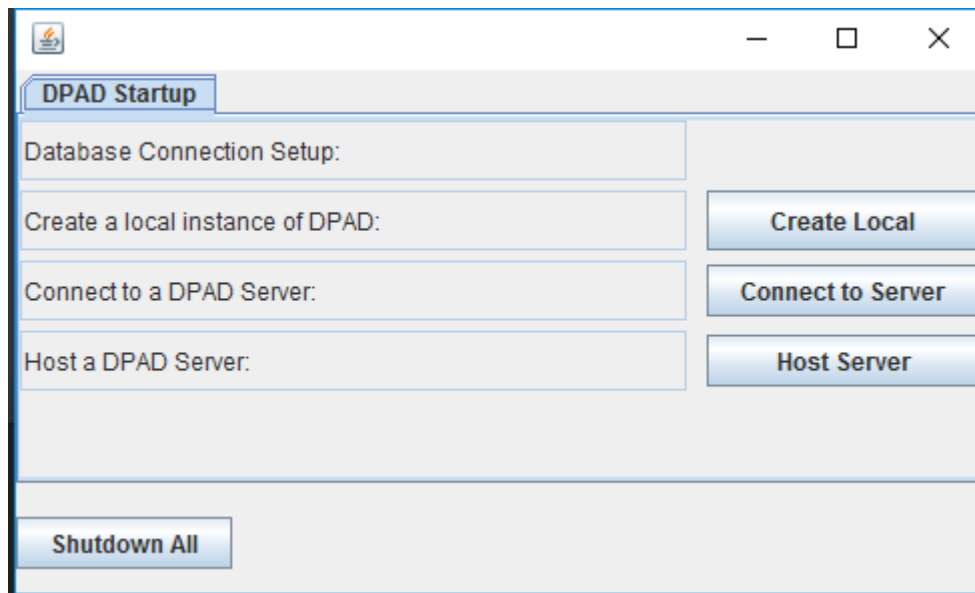 DPAD Startup
Database Connection Setup:
Create a local instance of DPAD:
Create Local
Connect to a DPAD Server:
Connect to Server
Host a DPAD Server:
Host Server
Shutdown All